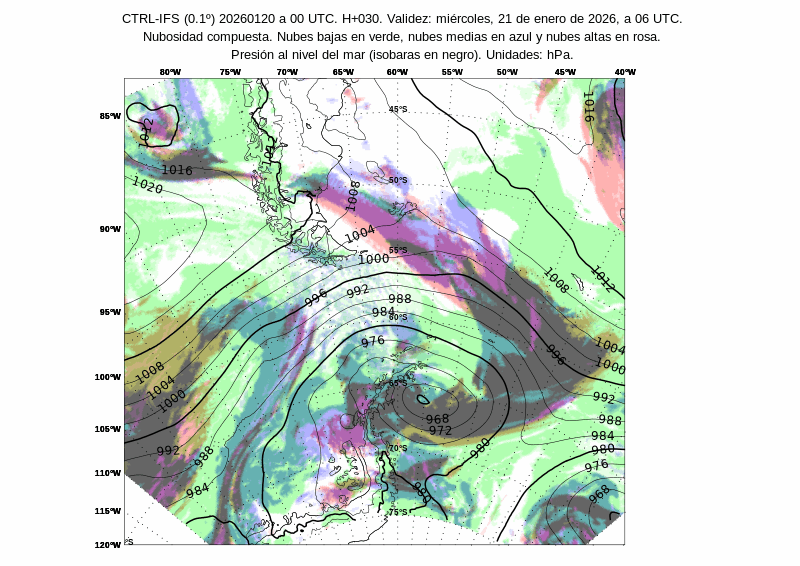 CTRL-IFS (0.1º) 20260120 a 00 UTC. H+030. Validez: miércoles, 21 de enero de 2026, a 06 UTC.
Nubosidad compuesta. Nubes bajas en verde, nubes medias en azul y nubes altas en rosa.
Presión al nivel del mar (isobaras en negro). Unidades: hPa.
80ºW 75ºW 70ºW 65ºW 60ºW 55ºW 50ºW 45ºW 40ºW
45ºS
1016
85ºW
1012
1012
1016
50ºS
1020
1008
90ºW
1004
55ºS
1000
1008
1012
996
992
988
95ºW
984
60ºS
976
1004
996
1000
1008
100ºW
65ºS
1004
1000
992
968
988
105ºW
972
984
992
988
70ºS
980
980
976
110ºW
984
980
968
115ºW
75ºS
120ºW
ºS